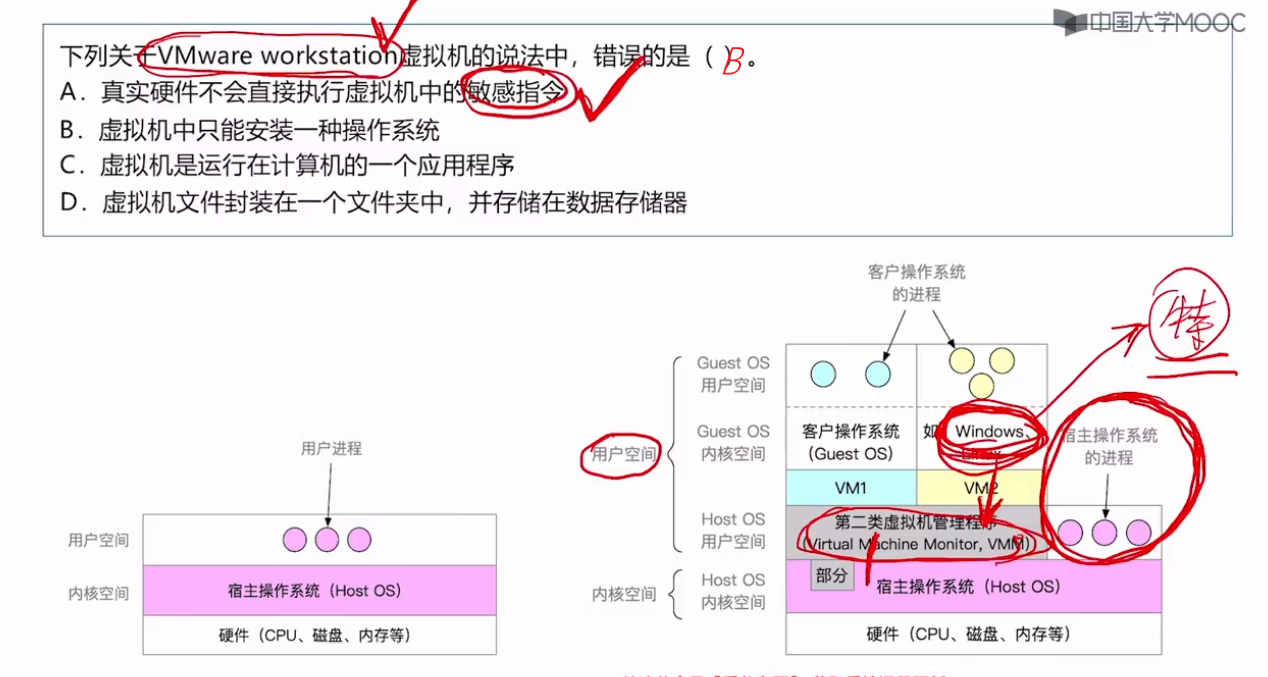 中国大学MOOC
下列关于VMware workstation虚拟机的说法中，错误的是（ B ）。
A．真实硬件不会直接执行虚拟机中的敏感指令
B．虚拟机中只能安装一种操作系统
C．虚拟机是运行在计算机的一个应用程序
D．虚拟机文件封装在一个文件夹中，并存储在数据存储器
客户操作系统
的进程
特
Guest OS
用户空间
用户空间
Guest OS
内核空间
客户操作系统
(Guest OS)
如 Windows、
Linux
宿主操作系统
的进程
VM1
VM2
Host OS
用户空间
第二类虚拟机管理程序
(Virtual Machine Monitor, VMM)
内核空间
Host OS
内核空间
部分
宿主操作系统（Host OS）
硬件（CPU、磁盘、内存等）
用户进程
用户空间
内核空间
宿主操作系统（Host OS）
硬件（CPU、磁盘、内存等）